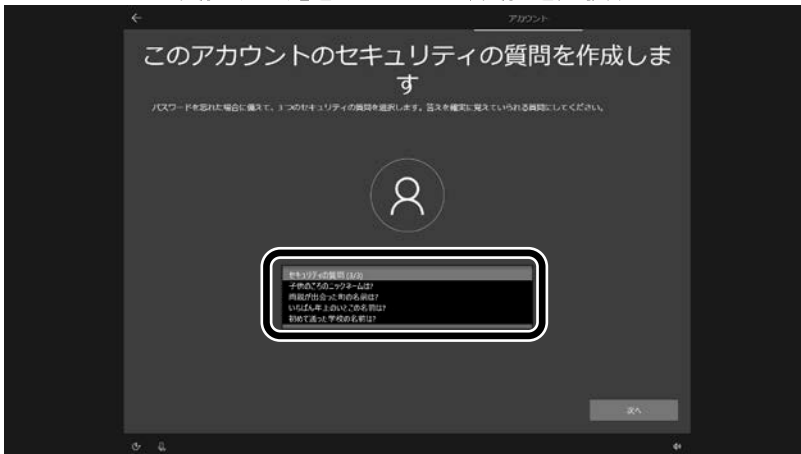 アカウント
このアカウントのセキュリティの質問を作成しま
す
パスワードを忘れた場合に備えて、3 つのセキュリティの質問を選択します。答えを確実に覚えていられる質問にしてください。
セキュリティの質問 (3/3)
子供のころのニックネームは?
両親が出会った町の名前は?
いちばん年上のいとこの名前は?
初めて通った学校の名前は?
次へ